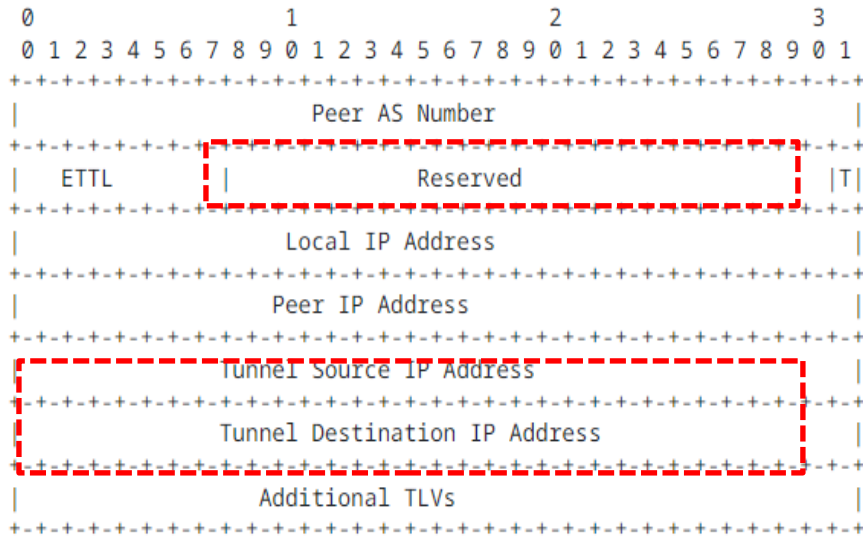 0                   1                   2                   3
0 1 2 3 4 5 6 7 8 9 0 1 2 3 4 5 6 7 8 9 0 1 2 3 4 5 6 7 8 9 0 1
+-+-+-+-+-+-+-+-+-+-+-+-+-+-+-+-+-+-+-+-+-+-+-+-+-+-+-+-+-+-+-+-
| Peer AS Number |
+-+-+-+-+-+-+-+-+-+-+-+-+-+-+-+-+-+-+-+-+-+-+-+-+-+-+-+-+-+-+-+-
| ETTL | Reserved |T|
+-+-+-+-+-+-+-+-+-+-+-+-+-+-+-+-+-+-+-+-+-+-+-+-+-+-+-+-+-+-+-+-
| Local IP Address |
+-+-+-+-+-+-+-+-+-+-+-+-+-+-+-+-+-+-+-+-+-+-+-+-+-+-+-+-+-+-+-+-
| Peer IP Address |
+-+-+-+-+-+-+-+-+-+-+-+-+-+-+-+-+-+-+-+-+-+-+-+-+-+-+-+-+-+-+-+-
| Tunnel Source IP Address |
+-+-+-+-+-+-+-+-+-+-+-+-+-+-+-+-+-+-+-+-+-+-+-+-+-+-+-+-+-+-+-+-
| Tunnel Destination IP Address |
+-+-+-+-+-+-+-+-+-+-+-+-+-+-+-+-+-+-+-+-+-+-+-+-+-+-+-+-+-+-+-+-
| Additional TLVs |
+-+-+-+-+-+-+-+-+-+-+-+-+-+-+-+-+-+-+-+-+-+-+-+-+-+-+-+-+-+-+-+-